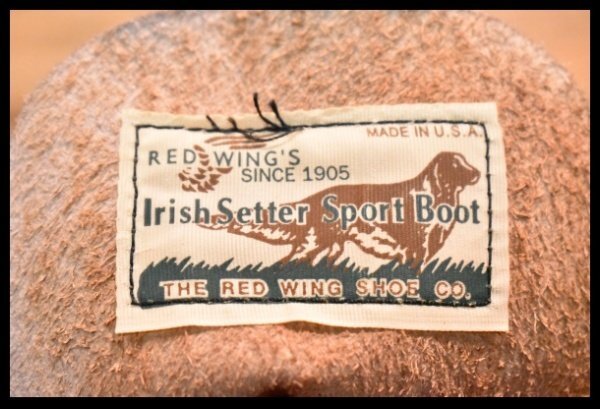 MADE IN U.S.A.
RED WING'S
SINCE 1905
Irish Setter Sport Boot
THE RED WING SHOE CO.